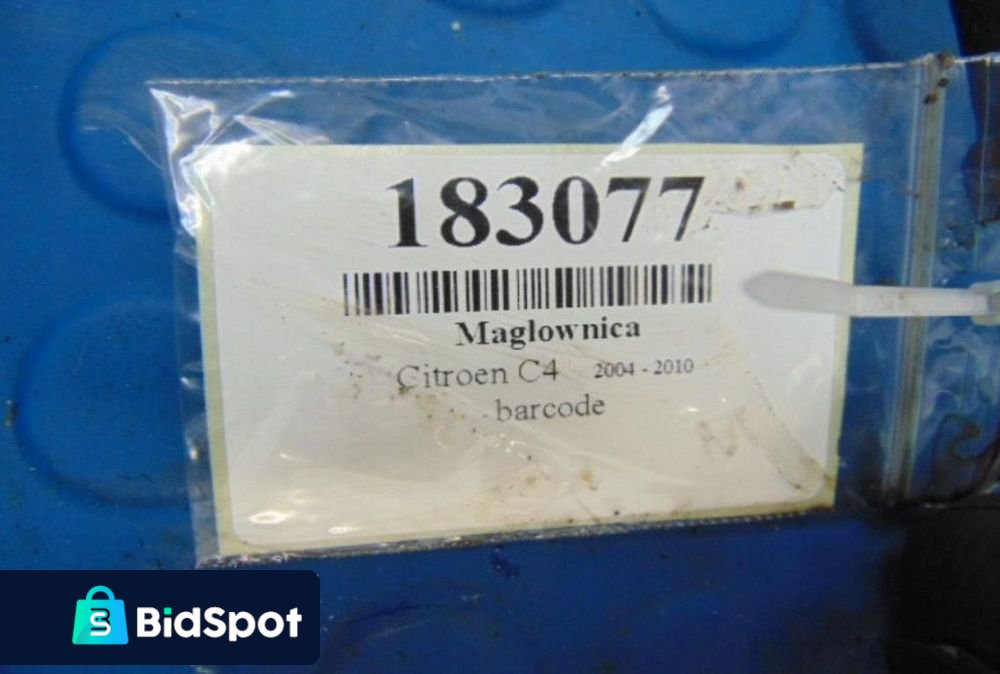 183077
Maglownica
Citroen C4 2004 - 2010
barcode
BidSpot